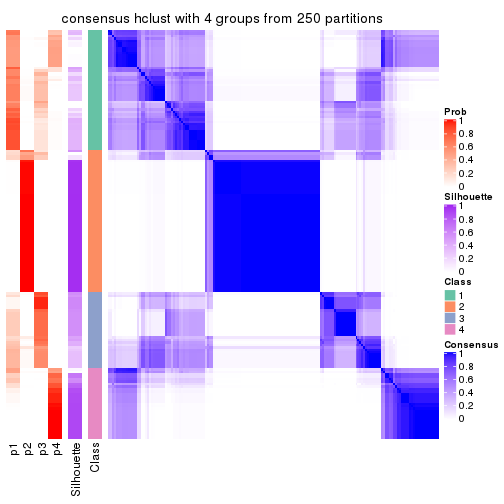 consensus hclust with 4 groups from 250 partitions
Prob
1
0.8
0.6
0.4
0.2
0
Silhouette
1
0.8
0.6
0.4
0.2
0
Class
1
2
3
4
Consensus
1
0.8
0.6
0.4
0.2
0
p1
p2
p3
p4
Silhouette
Class